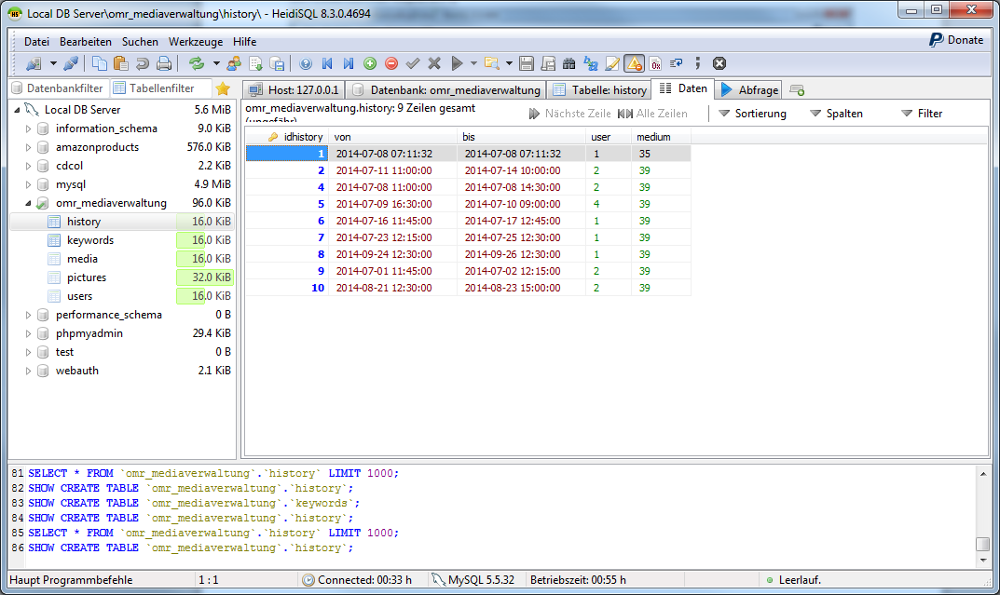 Local DB Server\omr_mediaverwaltung\history\ - HeidiSQL 8.3.0.4694
Datei Bearbeiten Suchen Werkzeuge Hilfe
Donate
Datenbankfilter Tabellenfilter
Host: 127.0.0.1 Datenbank: omr_mediaverwaltung Tabelle: history Daten Abfrage
Local DB Server 5.6 MiB
information_schema 9.0 KiB
amazonproducts 576.0 KiB
cdcol 2.2 KiB
mysql 4.9 MiB
omr_mediaverwaltung 96.0 KiB
history 16.0 KiB
keywords 16.0 KiB
media 16.0 KiB
pictures 32.0 KiB
users 16.0 KiB
performance_schema 0 B
phpmyadmin 29.4 KiB
test 0 B
webauth 2.1 KiB
omr_mediaverwaltung.history: 9 Zeilen gesamt
(ungefähr)
Nächste Zeile Alle Zeilen Sortierung Spalten Filter
idhistory von bis user medium
1 2014-07-08 07:11:32 2014-07-08 07:11:32 1 35
2 2014-07-11 11:00:00 2014-07-14 10:00:00 2 39
4 2014-07-08 11:00:00 2014-07-08 14:30:00 2 39
5 2014-07-09 16:30:00 2014-07-10 09:00:00 4 39
6 2014-07-16 11:45:00 2014-07-17 12:45:00 1 39
7 2014-07-23 12:15:00 2014-07-25 12:30:00 1 39
8 2014-09-24 12:30:00 2014-09-26 12:30:00 1 39
9 2014-07-01 11:45:00 2014-07-02 12:15:00 2 39
10 2014-08-21 12:30:00 2014-08-23 15:00:00 2 39
81 SELECT * FROM `omr_mediaverwaltung`.`history` LIMIT 1000;
82 SHOW CREATE TABLE `omr_mediaverwaltung`.`history`;
83 SHOW CREATE TABLE `omr_mediaverwaltung`.`keywords`;
84 SHOW CREATE TABLE `omr_mediaverwaltung`.`history`;
85 SELECT * FROM `omr_mediaverwaltung`.`history` LIMIT 1000;
86 SHOW CREATE TABLE `omr_mediaverwaltung`.`history`;
Haupt Programmbefehle 1 : 1 Connected: 00:33 h MySQL 5.5.32 Betriebszeit: 00:55 h Leerlauf.